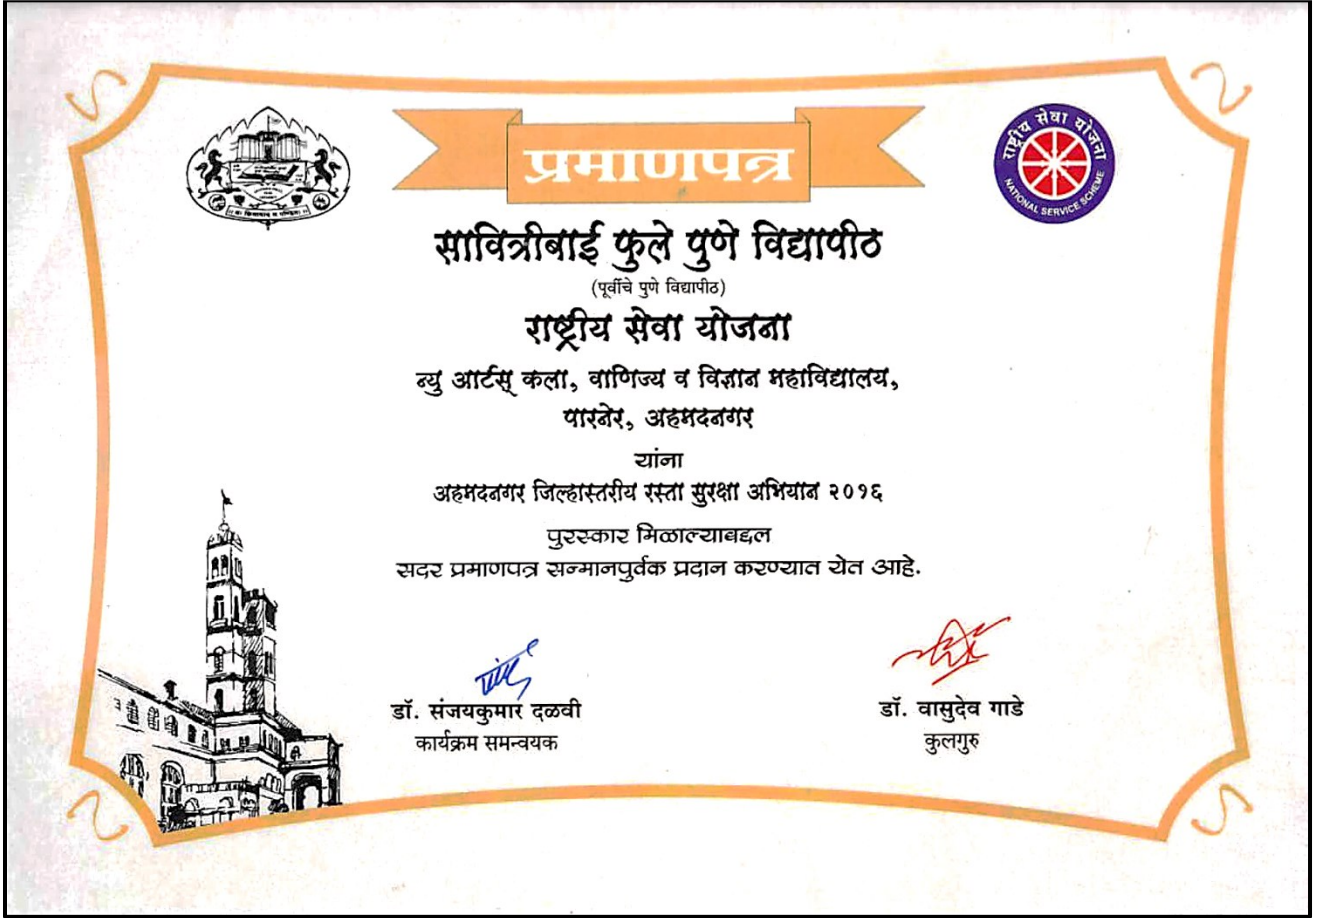 प्रमाणपत्र
राष्ट्रीय सेवा योजना
NATIONAL SERVICE SCHEME
सावित्रीबाई फुले पुणे विद्यापीठ
(पूर्वीचे पुणे विद्यापीठ)
राष्ट्रीय सेवा योजना
न्यु आर्टस् कला, वाणिज्य व विज्ञान महाविद्यालय,
पारनेर, अहमदनगर
यांना
अहमदनगर जिल्हास्तरीय रस्ता सुरक्षा अभियान २०१६
पुरस्कार मिळाल्याबद्दल
सदर प्रमाणपत्र सन्मानपुर्वक प्रदान करण्यात येत आहे.
डॉ. संजयकुमार दळवी
कार्यक्रम समन्वयक
डॉ. वासुदेव गाडे
कुलगुरु